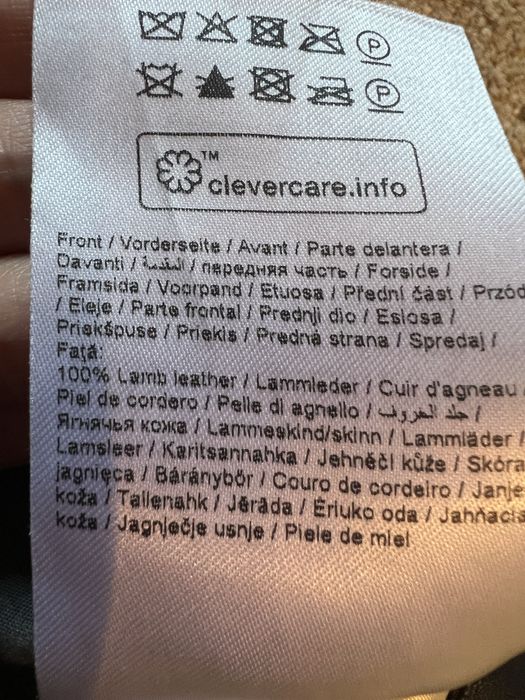 P
P
™
clevercare.info
Front / Vorderseite / Avant / Parte delantera /
Davanti / المقدمة / передняя часть / Forside /
Framsida / Voorpand / Etuosa / Přední část / Przód
/ Eleje / Parte frontal / Prednji dio / Esiosa /
Priekšpuse / Priekis / Predná strana / Spredaj /
Față:
100% Lamb leather / Lammleder / Cuir d'agneau /
Piel de cordero / Pelle di agnello / جلد الخروف /
Ягнячья кожа / Lammeskind/skinn / Lammläder /
Lamsleer / Karitsannahka / Jehněčí kůže / Skóra
jagnięca / Báránybőr / Couro de cordeiro / Janje
koža / Tallenahk / Jērāda / Ėriuko oda / Jahňacia
koža / Jagnječje usnje / Piele de miel